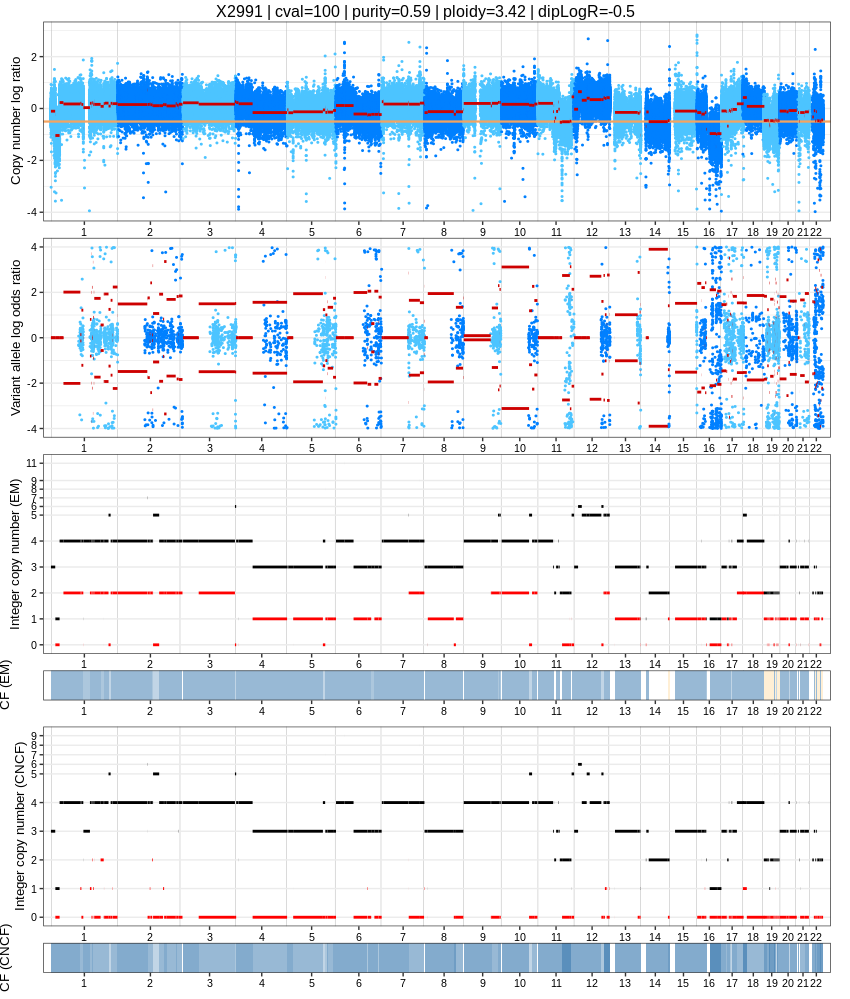 X2991 | cval=100 | purity=0.59 | ploidy=3.42 | dipLogR=-0.5
Copy number log ratio
2
0
-2
-4
1 2 3 4 5 6 7 8 9 10 11 12 13 14 15 16 17 18 19 20 21 22
Variant allele log odds ratio
4
2
0
-2
-4
1 2 3 4 5 6 7 8 9 10 11 12 13 14 15 16 17 18 19 20 21 22
Integer copy number (EM)
11
9
8
7
6
5
4
3
2
1
0
1 2 3 4 5 6 7 8 9 10 11 12 13 14 15 16 17 18 19 20 21 22
CF (EM)
1 2 3 4 5 6 7 8 9 10 11 12 13 14 15 16 17 18 19 20 21 22
Integer copy number (CNCF)
9
8
7
6
5
4
3
2
1
0
1 2 3 4 5 6 7 8 9 10 11 12 13 14 15 16 17 18 19 20 21 22
CF (CNCF)
1 2 3 4 5 6 7 8 9 10 11 12 13 14 15 16 17 18 19 20 21 22